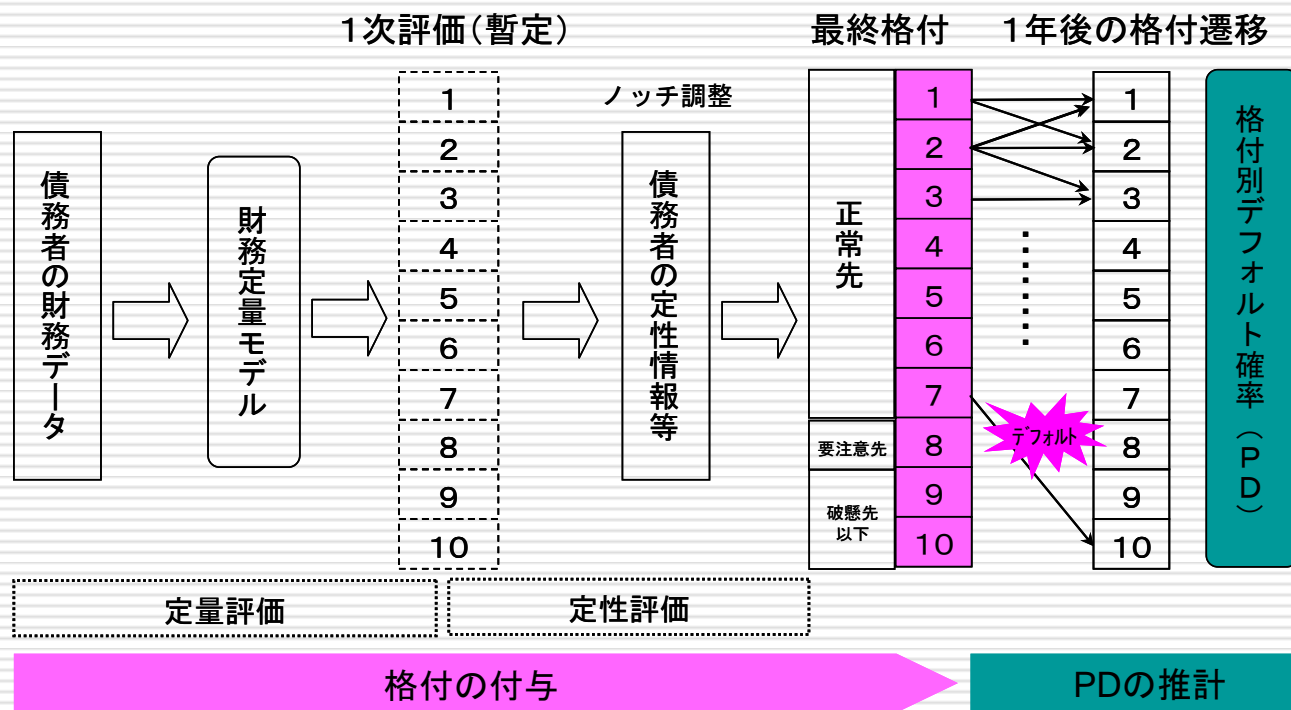 1次評価(暫定)
最終格付
1年後の格付遷移
債務者の財務データ
財務定量モデル
1
2
3
4
5
6
7
8
9
10
ノッチ調整
債務者の定性情報等
正常先
要注意先
破懸先
以下
1
2
3
4
5
6
7
8
9
10
デフォルト
1
2
3
4
5
6
7
8
9
10
格付別デフォルト確率(PD)
定量評価
定性評価
格付の付与
PDの推計